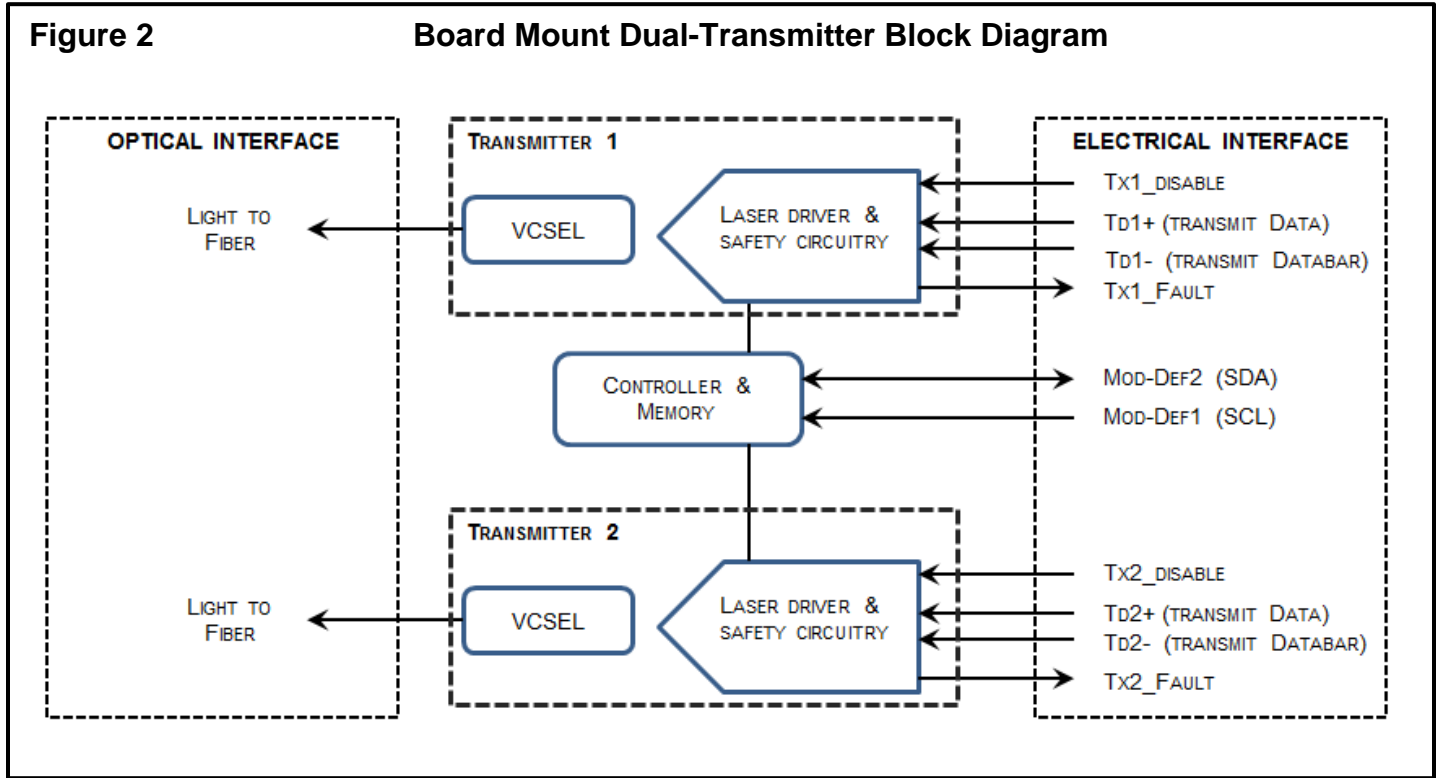 Figure 2 Board Mount Dual-Transmitter Block Diagram
OPTICAL INTERFACE
LIGHT TO
FIBER
LIGHT TO
FIBER
TRANSMITTER 1
VCSEL
LASER DRIVER &
SAFETY CIRCUITRY
CONTROLLER &
MEMORY
TRANSMITTER 2
VCSEL
LASER DRIVER &
SAFETY CIRCUITRY
ELECTRICAL INTERFACE
TX1_DISABLE
TD1+ (TRANSMIT DATA)
TD1- (TRANSMIT DATABAR)
TX1_FAULT
MOD-DEF2 (SDA)
MOD-DEF1 (SCL)
TX2_DISABLE
TD2+ (TRANSMIT DATA)
TD2- (TRANSMIT DATABAR)
TX2_FAULT